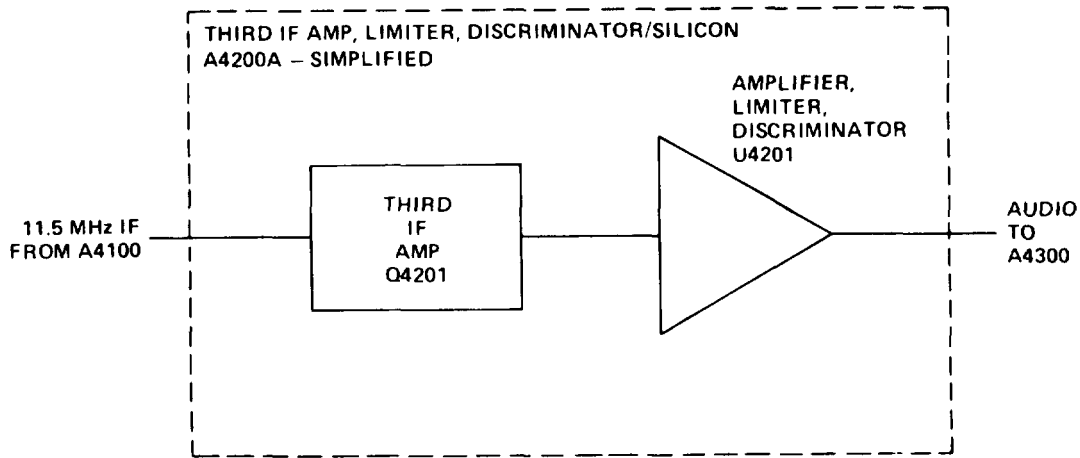 THIRD IF AMP, LIMITER, DISCRIMINATOR/SILICON
A4200A – SIMPLIFIED
AMPLIFIER,
LIMITER,
DISCRIMINATOR
U4201
11.5 MHz IF
FROM A4100
THIRD
IF
AMP
Q4201
AUDIO
TO
A4300